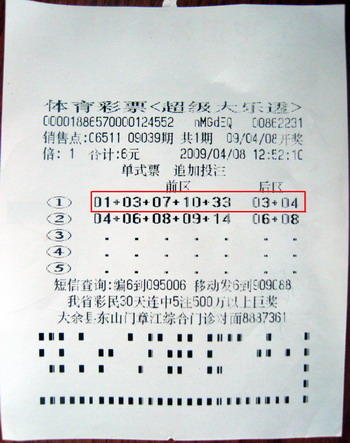 体育彩票<超级大乐透>
00001886570000124552 nMGdEQ 00862231
销售点:06511 09039期 共1期 09/04/08开奖
倍:1 合计:6元 2009/04/08 12:52:10
单式票 追加投注
前区 后区
① 01+03+07+10+33 03+04
② 04+06+08+09+14 06+08
③ * *
④ * *
⑤ * *
短信查询:编6到095006 移动发6到909088
我省彩民30天连中5注500万以上巨奖
大余县东山门章江综合门诊对面8887361